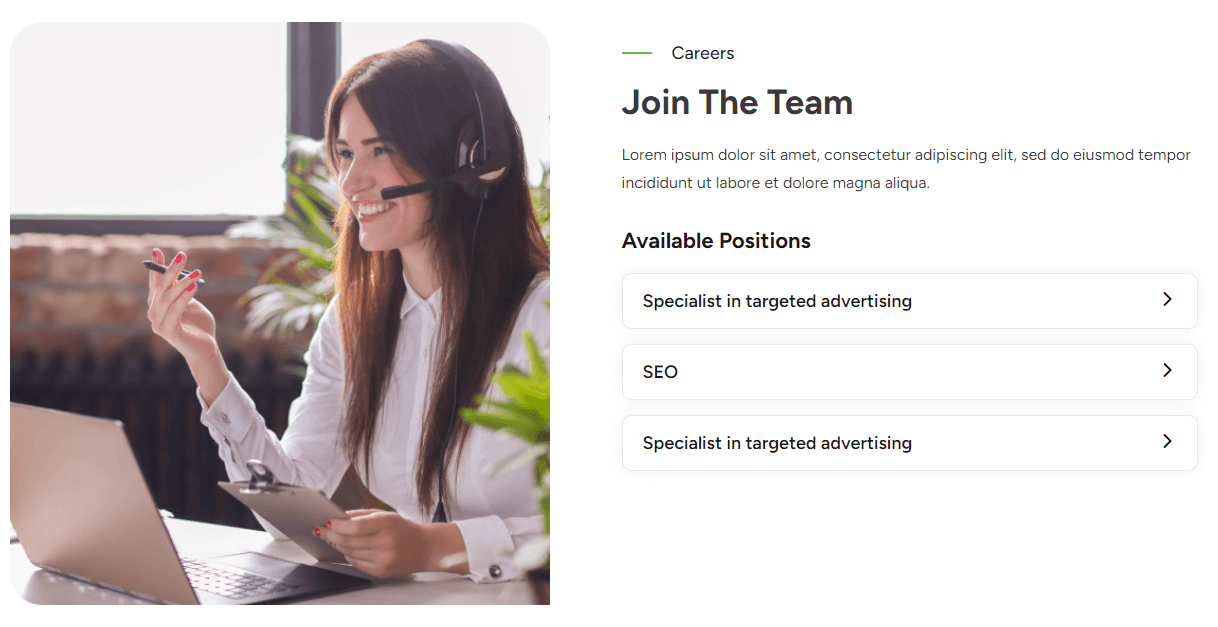 Careers
Join The Team
Lorem ipsum dolor sit amet, consectetur adipiscing elit, sed do eiusmod tempor
incididunt ut labore et dolore magna aliqua.
Available Positions
Specialist in targeted advertising
SEO
Specialist in targeted advertising